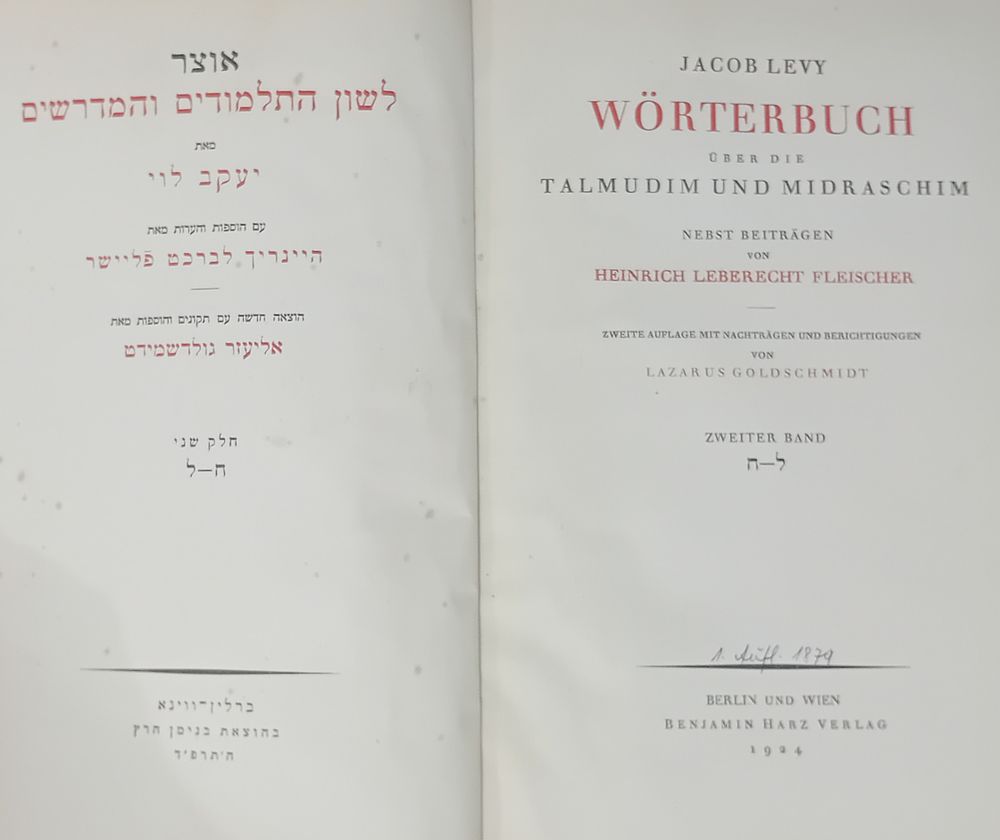 אוצר
לשון התלמודים והמדרשים
מאת
יעקב לוי
עם הוספות והערות מאת
היינריך לברכט פליישר
הוצאה חדשה עם תקונים והוספות מאת
אליעזר גולדשמידט
חלק שני
ח—ל
ברלין־ווינא
בהוצאת בנימן הרץ
ה׳תרפ״ד
JACOB LEVY
WÖRTERBUCH
ÜBER DIE
TALMUDIM UND MIDRASCHIM
NEBST BEITRÄGEN
VON
HEINRICH LEBERECHT FLEISCHER
ZWEITE AUFLAGE MIT NACHTRÄGEN UND BERICHTIGUNGEN
VON
LAZARUS GOLDSCHMIDT
ZWEITER BAND
ח—ל
1. Aufl. 1879
BERLIN UND WIEN
BENJAMIN HARZ VERLAG
1924